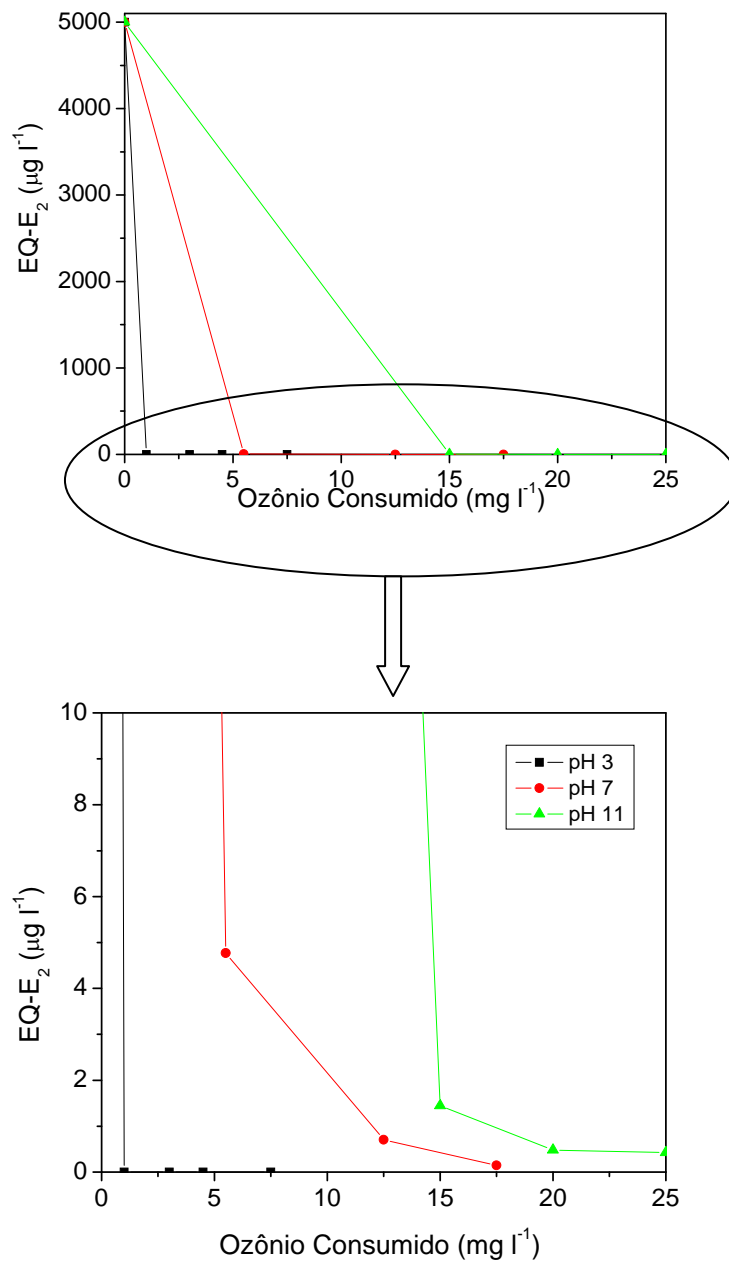 5000
4000
3000
2000
1000
0
EQ-E₂ (μg l⁻¹)
0 5 10 15 20 25
Ozônio Consumido (mg l⁻¹)
10
8
6
4
2
0
EQ-E₂ (μg l⁻¹)
pH 3
pH 7
pH 11
0 5 10 15 20 25
Ozônio Consumido (mg l⁻¹)